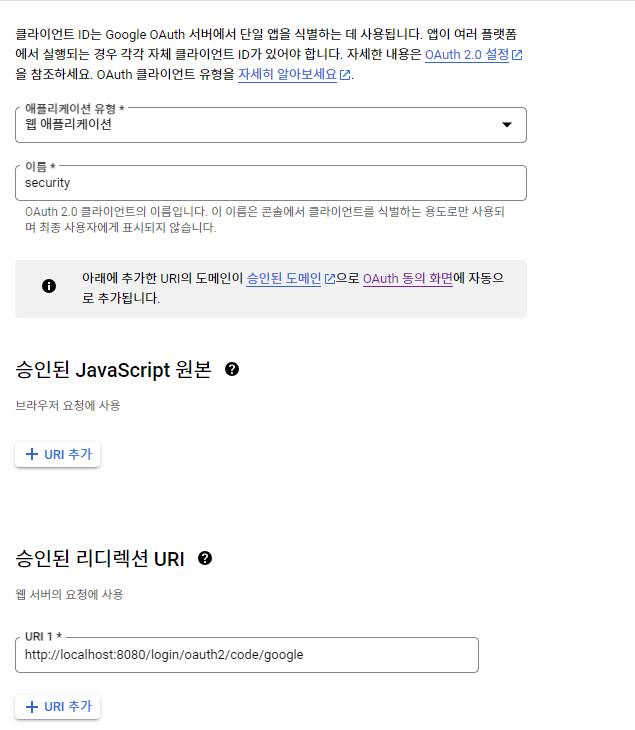 클라이언트 ID는 Google OAuth 서버에서 단일 앱을 식별하는 데 사용됩니다. 앱이 여러 플랫폼
에서 실행되는 경우 각각 자체 클라이언트 ID가 있어야 합니다. 자세한 내용은 OAuth 2.0 설정
을 참조하세요. OAuth 클라이언트 유형을 자세히 알아보세요.
애플리케이션 유형 *
웹 애플리케이션
이름 *
security
OAuth 2.0 클라이언트의 이름입니다. 이 이름은 콘솔에서 클라이언트를 식별하는 용도로만 사용되
며 최종 사용자에게 표시되지 않습니다.
아래에 추가한 URI의 도메인이 승인된 도메인으로 OAuth 동의 화면에 자동으
로 추가됩니다.
승인된 JavaScript 원본
브라우저 요청에 사용
+ URI 추가
승인된 리디렉션 URI
웹 서버의 요청에 사용
URI 1 *
http://localhost:8080/login/oauth2/code/google
+ URI 추가